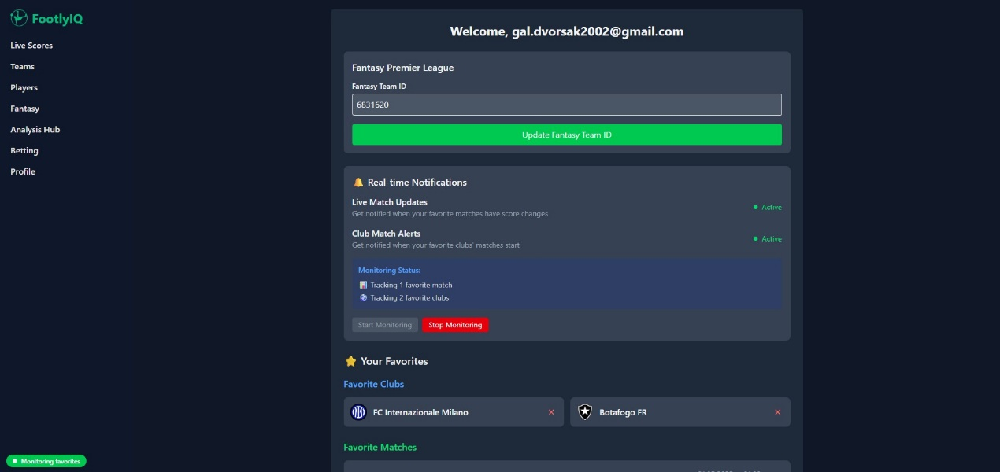 FootlyIQ
Live Scores
Teams
Players
Fantasy
Analysis Hub
Betting
Profile
Welcome, gal.dvorsak2002@gmail.com
Fantasy Premier League
Fantasy Team ID
6831620
Update Fantasy Team ID
Real-time Notifications
Live Match Updates
Get notified when your favorite matches have score changes
Active
Club Match Alerts
Get notified when your favorite clubs' matches start
Active
Monitoring Status:
Tracking 1 favorite match
Tracking 2 favorite clubs
Start Monitoring Stop Monitoring
Your Favorites
Favorite Clubs
FC Internazionale Milano
Botafogo FR
Favorite Matches
Monitoring favorites